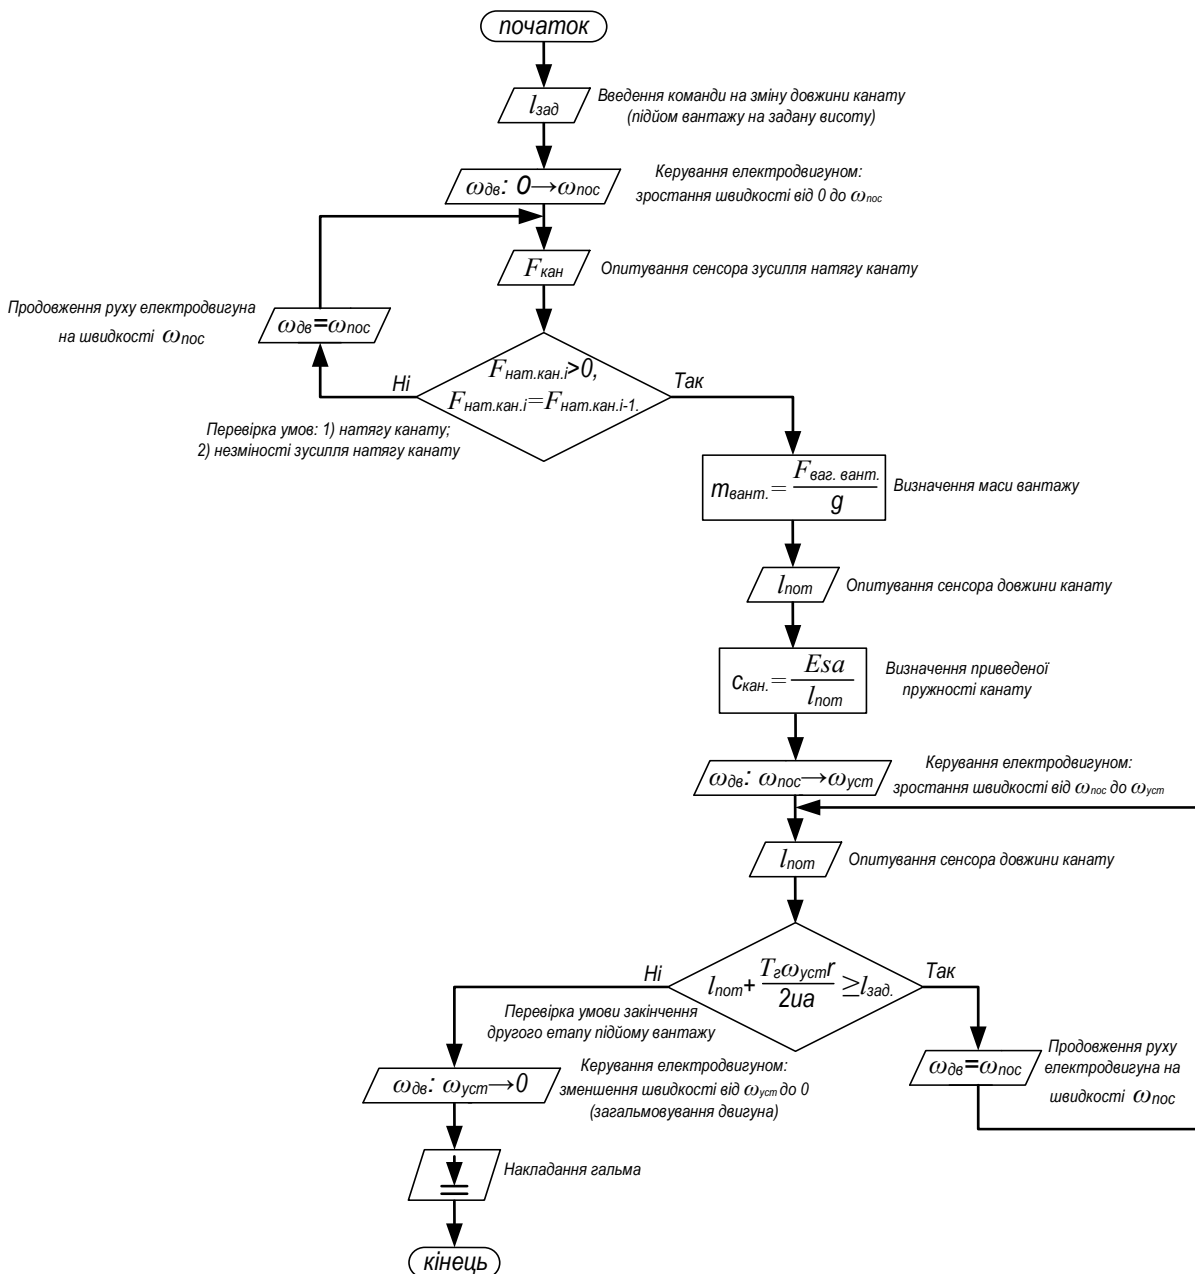 початок
lзад
Введення команди на зміну довжини канату
(підйом вантажу на задану висоту)
ωдв: 0→ωпос
Керування електродвигуном:
зростання швидкості від 0 до ωпос
Fкан
Опитування сенсора зусилля натягу канату
Продовження руху електродвигуна
на швидкості ωпос
ωдв=ωпос
Fнат.кан.i>0,
Fнат.кан.i=Fнат.кан.i-1.
Ні
Так
Перевірка умов: 1) натягу канату;
2) незміності зусилля натягу канату
mвант.=Fваг. вант./g
Визначення маси вантажу
lпот
Опитування сенсора довжини канату
cкан.=Esa/lпот
Визначення приведеної
пружності канату
ωдв: ωпос→ωуст
Керування електродвигуном:
зростання швидкості від ωпос до ωуст
lпот
Опитування сенсора довжини канату
Ні
lпот+Tгωустr/2ua≥lзад.
Так
Перевірка умови закінчення
другого етапу підйому вантажу
ωдв: ωуст→0
Керування електродвигуном:
зменшення швидкості від ωуст до 0
(загальмовування двигуна)
ωдв=ωпос
Продовження руху
електродвигуна на
швидкості ωпос
Накладання гальма
кінець